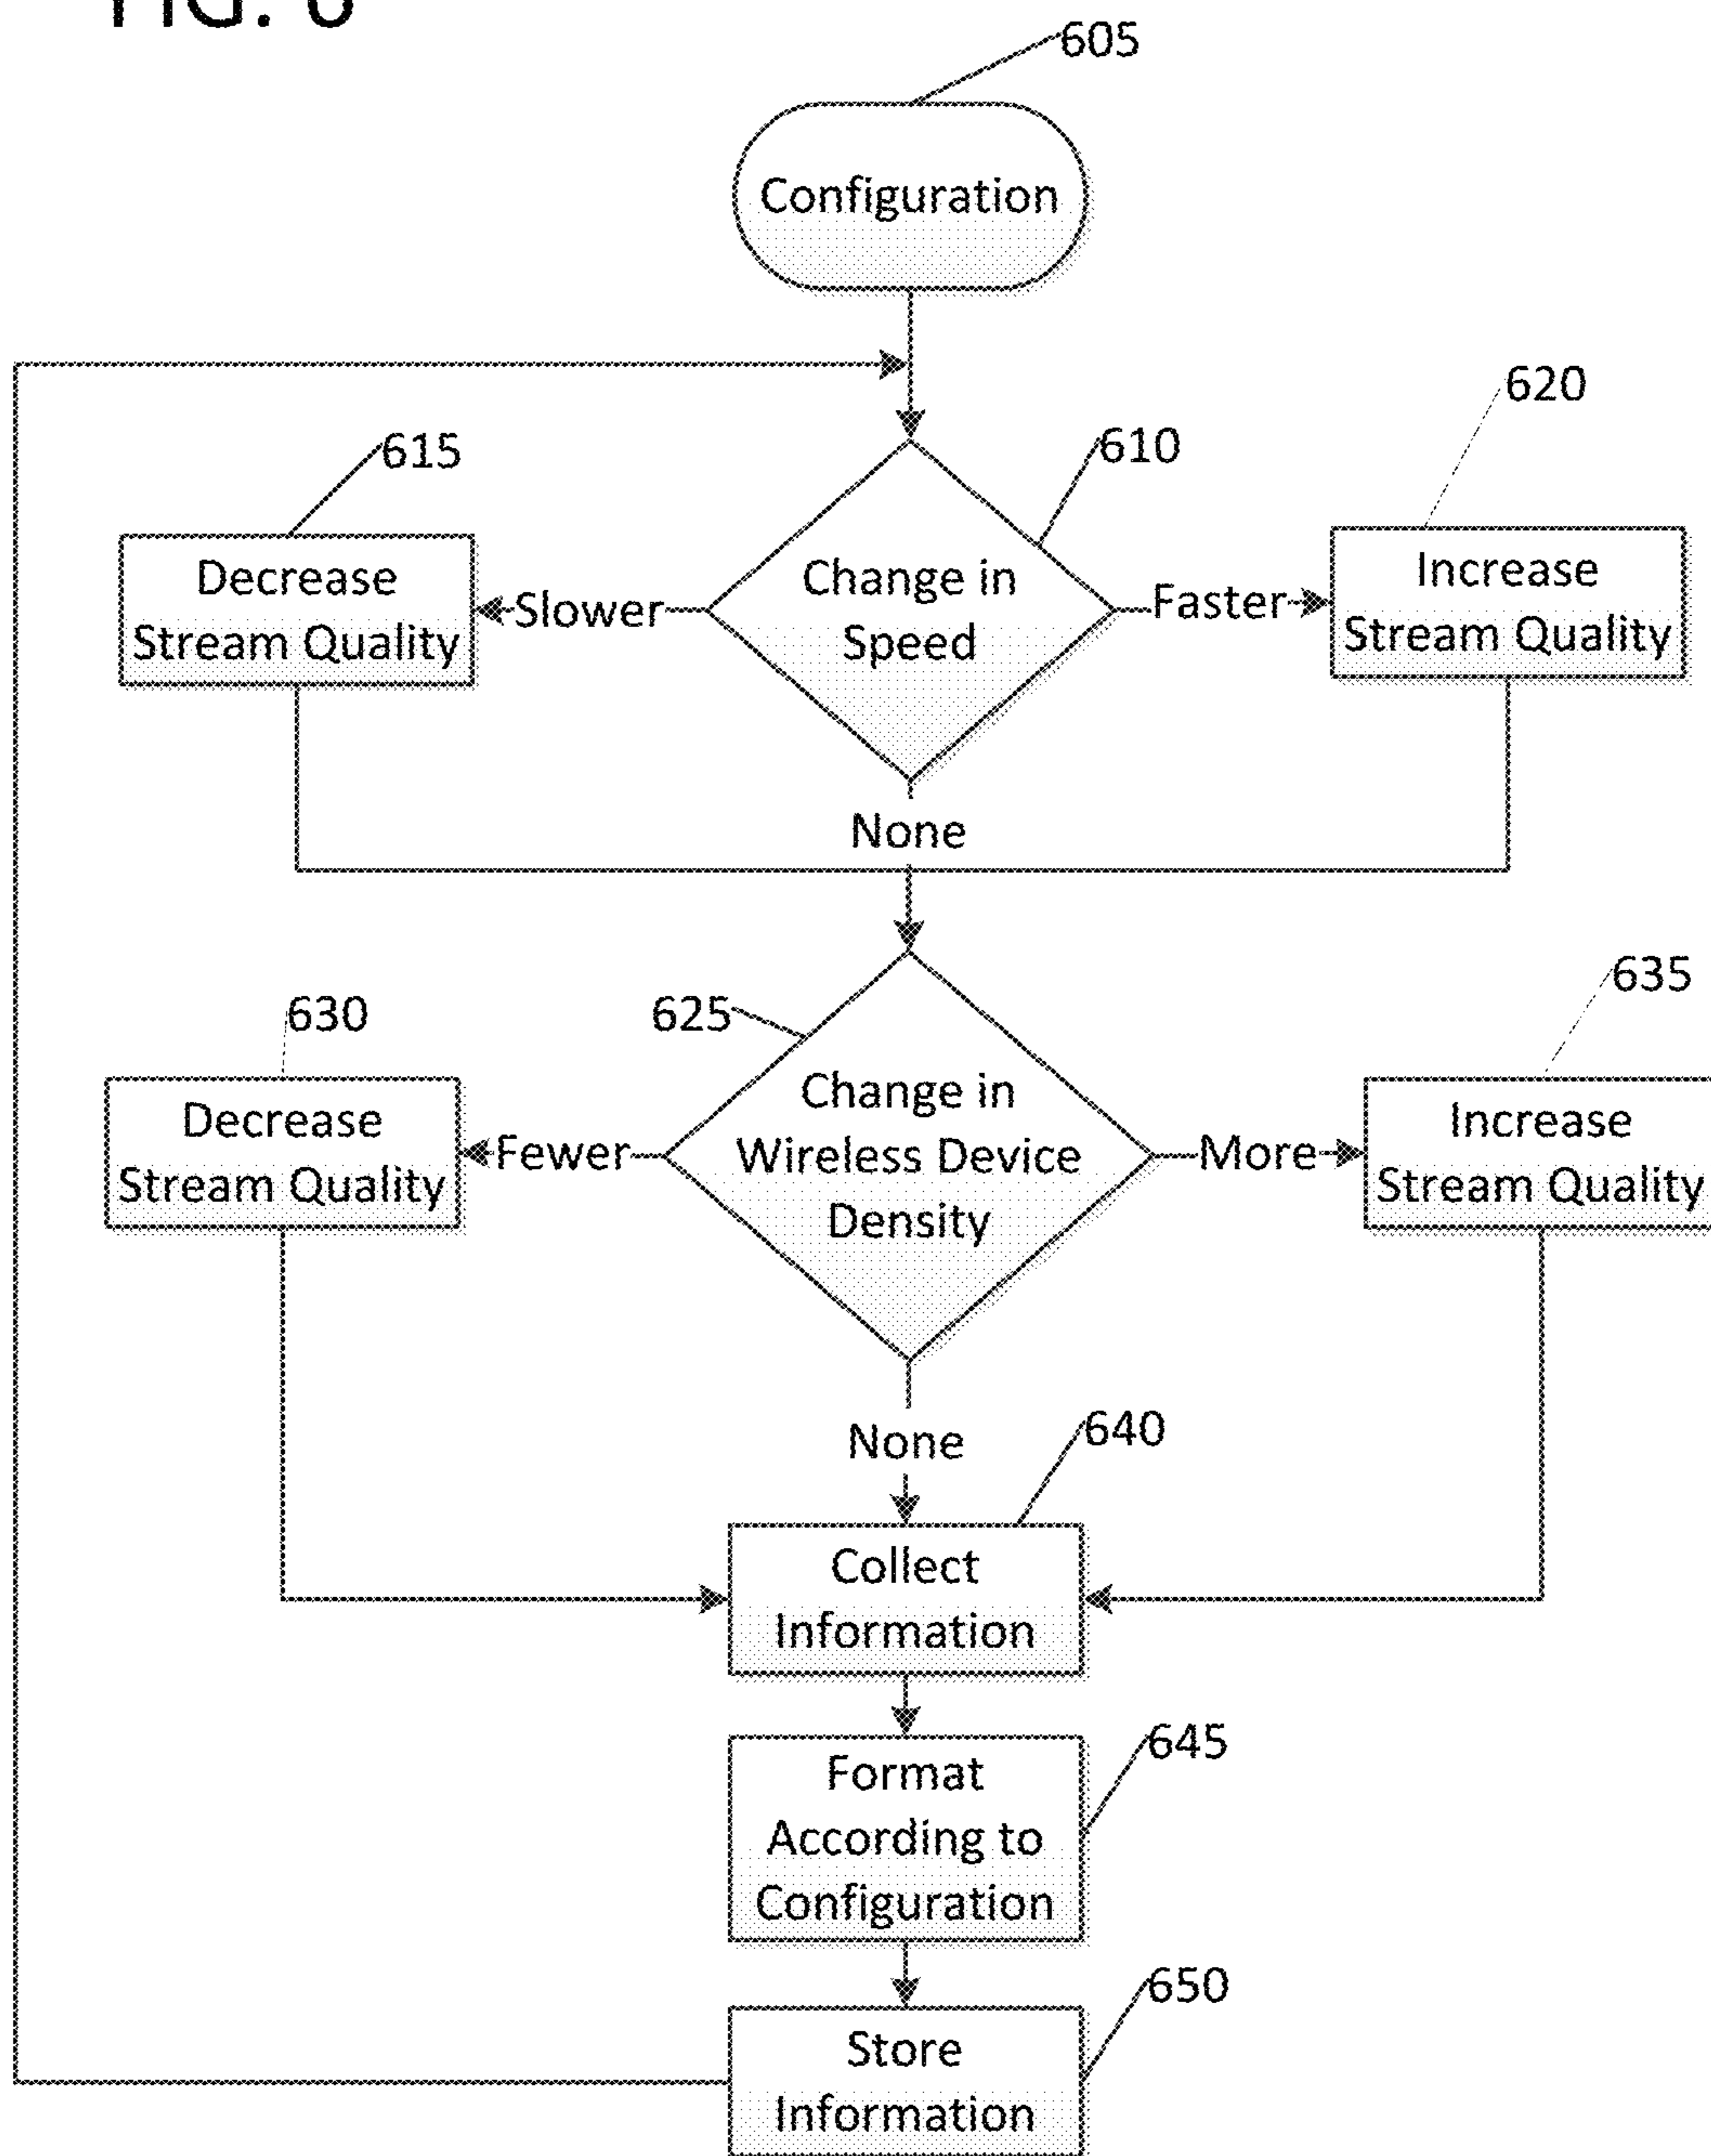 FIG. 6
605
Configuration
620
615
610
Decrease
Stream Quality
Slower
Change in
Speed
Faster
Increase
Stream Quality
None
635
630
625
Decrease
Stream Quality
Fewer
Change in
Wireless Device
Density
More
Increase
Stream Quality
None
640
Collect
Information
645
Format
According to
Configuration
650
Store
Information